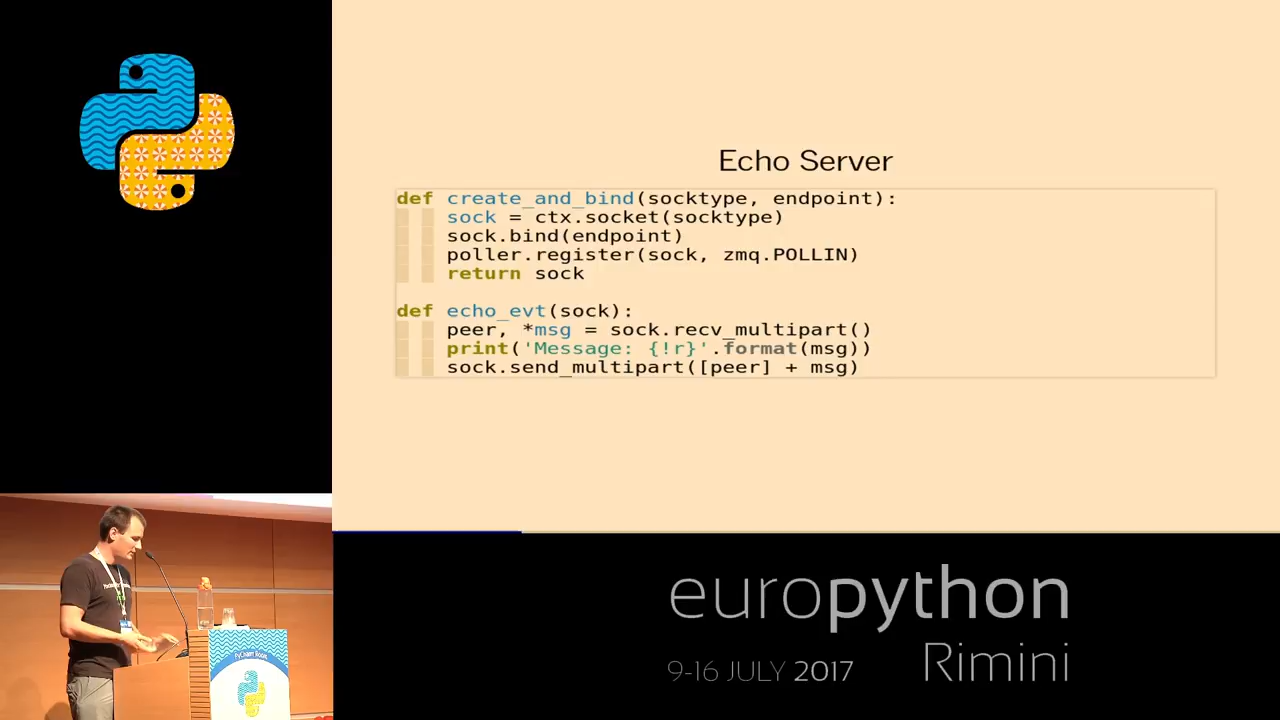 Echo Server
def create_and_bind(socktype, endpoint):
    sock = ctx.socket(socktype)
    sock.bind(endpoint)
    poller.register(sock, zmq.POLLIN)
    return sock
def echo_evt(sock):
    peer, *msg = sock.recv_multipart()
    print('Message: {!r}'.format(msg))
    sock.send_multipart([peer] + msg)
europython
Rimini
9-16 JULY 2017